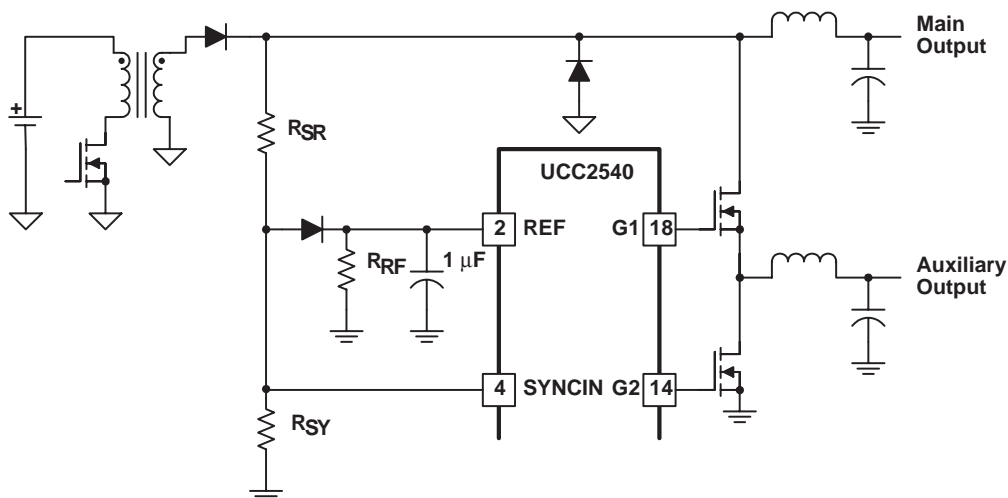 Main
Output
+
RSR
UCC2540
2 REF G1 18
RRF 1 μF
Auxiliary
Output
4 SYNCIN G2 14
RSY